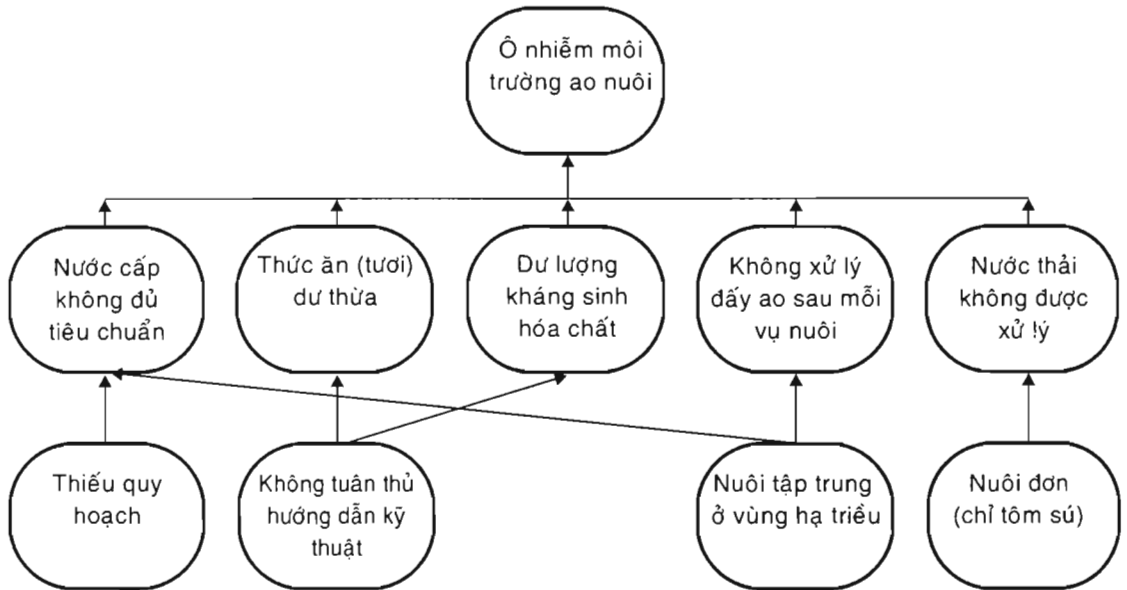 Ô nhiễm môi
trường ao nuôi
Nước cấp
không đủ
tiêu chuẩn
Thức ăn (tươi)
dư thừa
Dư lượng
kháng sinh
hóa chất
Không xử lý
đấy ao sau mỗi
vụ nuôi
Nước thải
không được
xử !ý
Thiếu quy
hoạch
Không tuân thủ
hướng dẫn kỹ
thuật
Nuôi tập trung
ở vùng hạ triều
Nuôi đơn
(chỉ tôm sú)